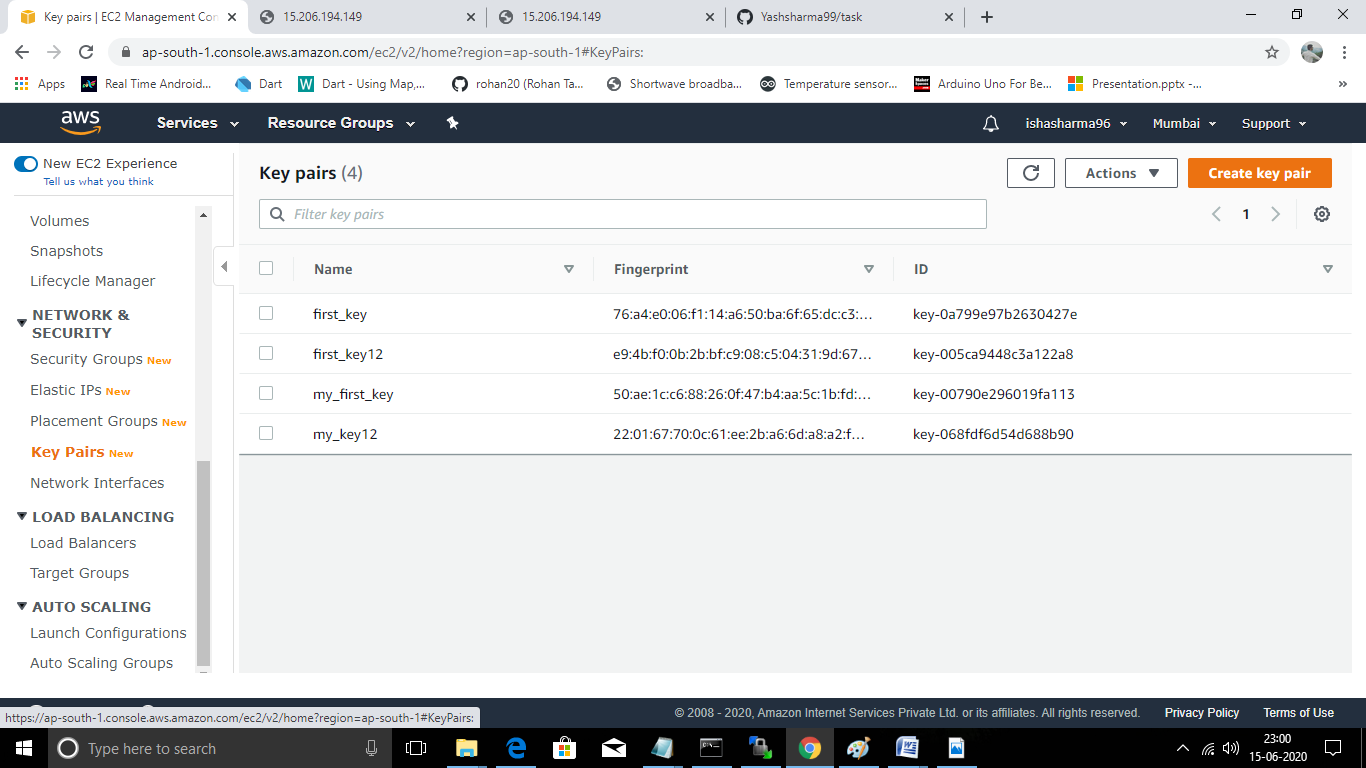 Key pairs | EC2 Management Con
15.206.194.149
15.206.194.149
Yashsharma99/task
ap-south-1.console.aws.amazon.com/ec2/v2/home?region=ap-south-1#KeyPairs:
Apps
Real Time Android...
Dart
Dart - Using Map,...
rohan20 (Rohan Ta...
Shortwave broadba...
Temperature sensor...
Arduino Uno For Be...
Presentation.pptx -...
»
aws
Services
Resource Groups
ishasharma96
Mumbai
Support
New EC2 Experience
Tell us what you think
Volumes
Snapshots
Lifecycle Manager
NETWORK &
SECURITY
Security Groups New
Elastic IPs New
Placement Groups New
Key Pairs New
Network Interfaces
LOAD BALANCING
Load Balancers
Target Groups
AUTO SCALING
Launch Configurations
Auto Scaling Groups
Key pairs (4)
Actions
Create key pair
Filter key pairs
1
Name
Fingerprint
ID
first_key
76:a4:e0:06:f1:14:a6:50:ba:6f:65:dc:c3:...
key-0a799e97b2630427e
first_key12
e9:4b:f0:0b:2b:bf:c9:08:c5:04:31:9d:67...
key-005ca9448c3a122a8
my_first_key
50:ae:1c:c6:88:26:0f:47:b4:aa:5c:1b:fd:...
key-00790e296019fa113
my_key12
22:01:67:70:0c:61:ee:2b:a6:6d:a8:a2:f...
key-068fdf6d54d688b90
https://ap-south-1.console.aws.amazon.com/ec2/v2/home?region=ap-south-1#KeyPairs:
© 2008 - 2020, Amazon Internet Services Private Ltd. or its affiliates. All rights reserved.
Privacy Policy
Terms of Use
Type here to search
23:00
15-06-2020